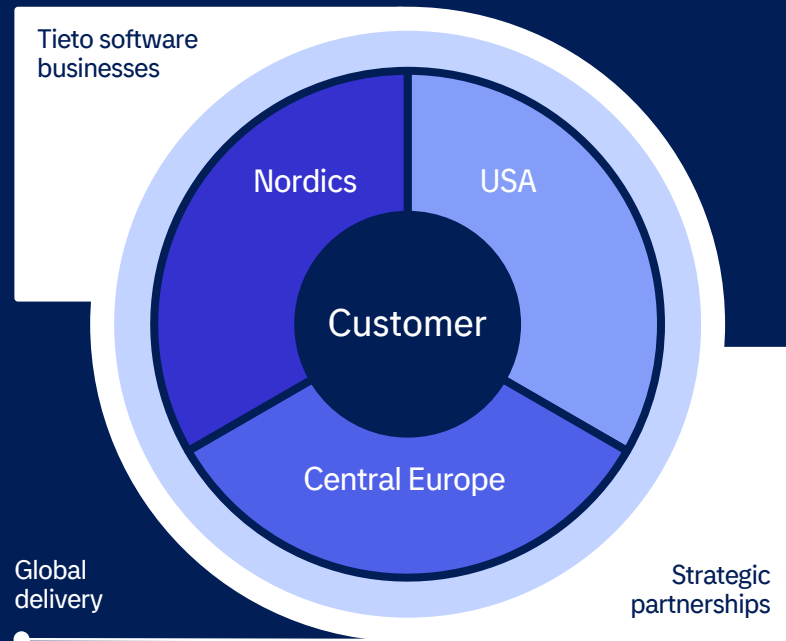 Tieto software
businesses
Nordics
USA
Customer
Central Europe
Global
delivery
Strategic
partnerships